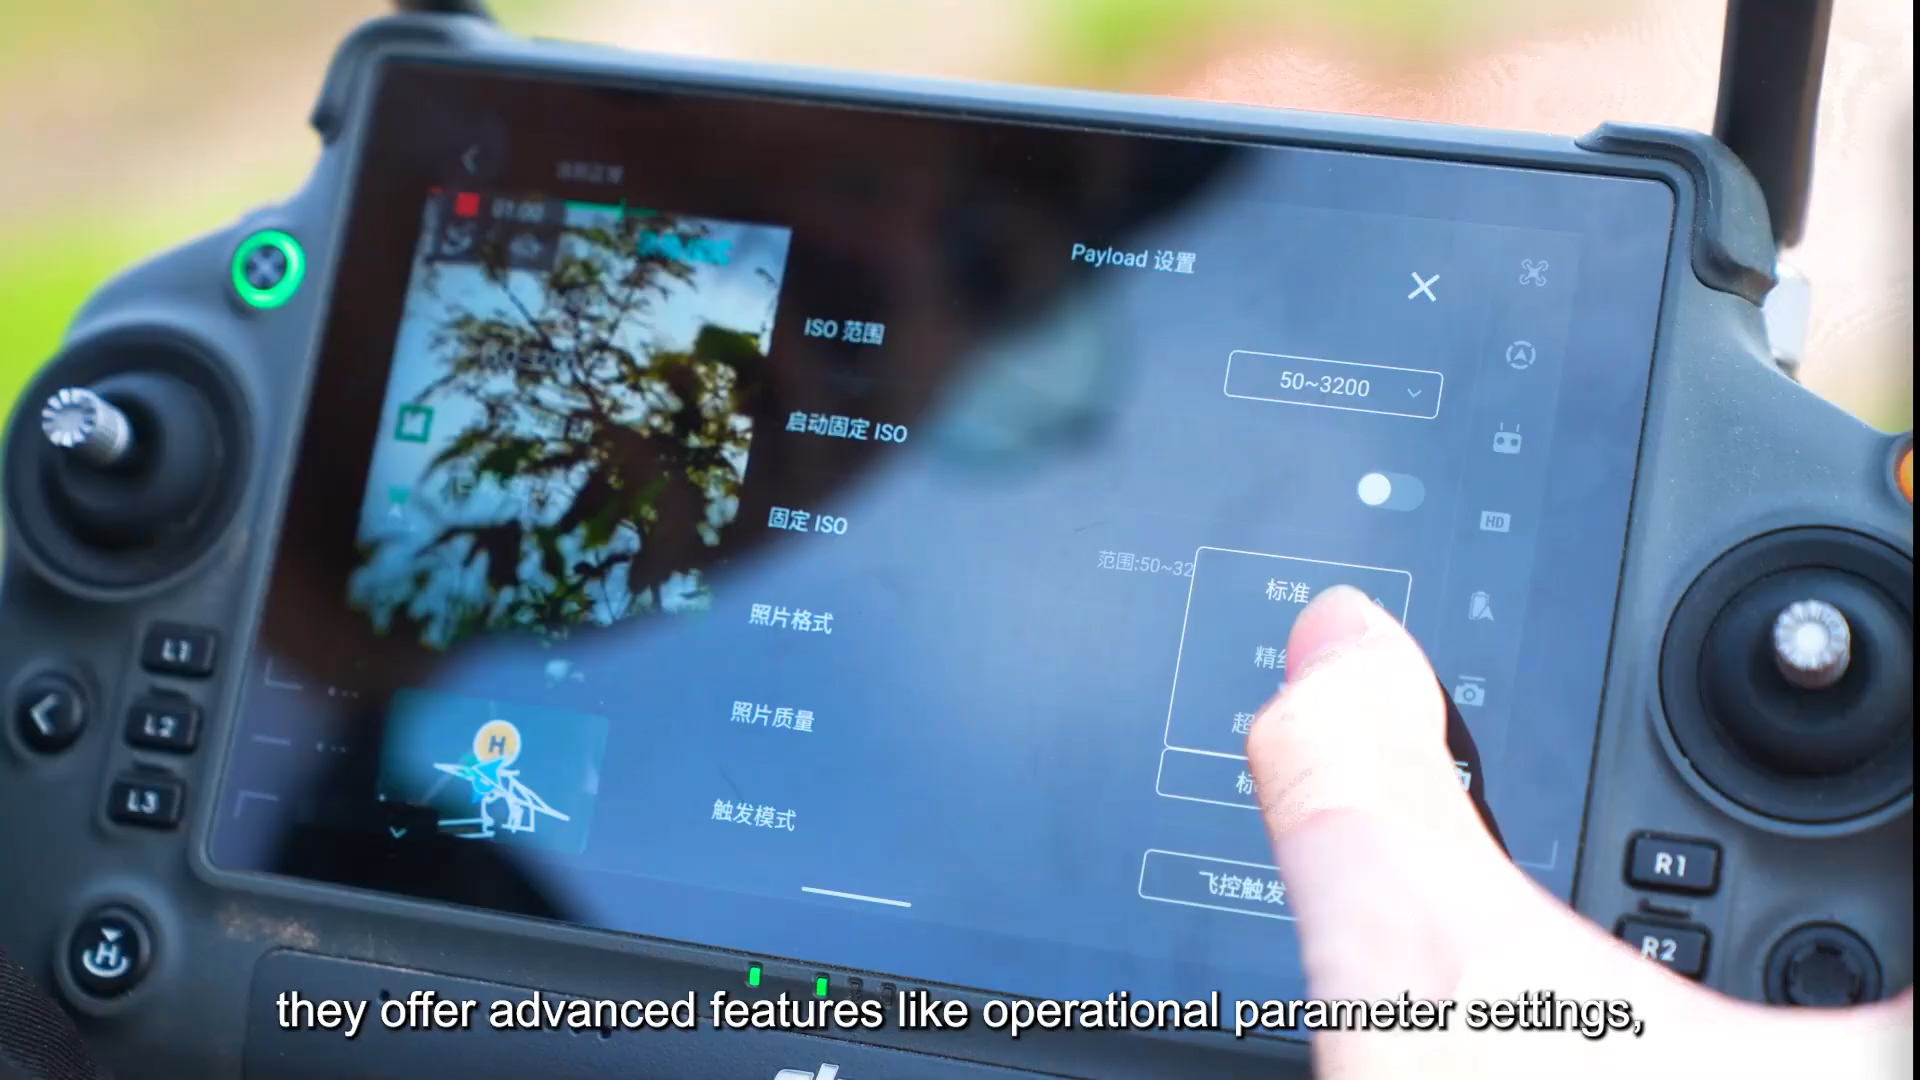 Payload 设置
ISO 范围
50~3200
启动固定 ISO
固定 ISO
范围:50~32
标准
照片格式
照片质量
触发模式
飞控触发
HD
H
L1
L2
L3
R1
R2
H
they offer advanced features like operational parameter settings,